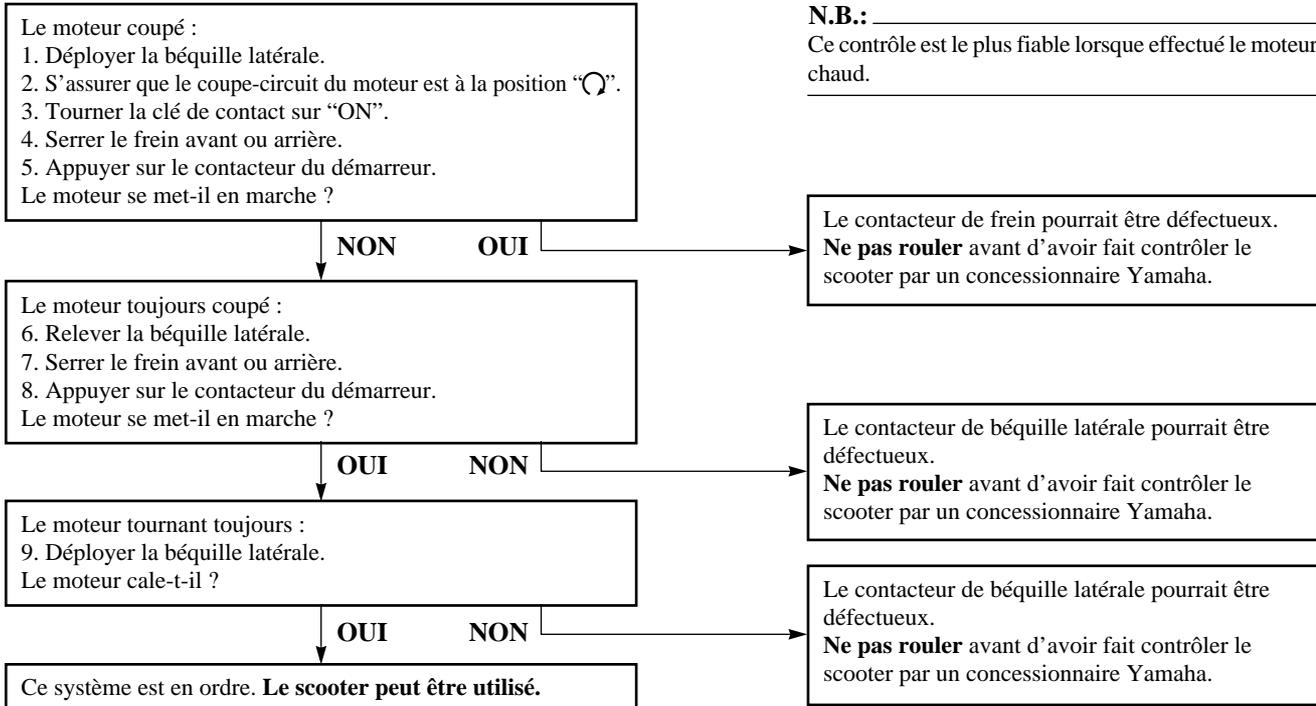 Le moteur coupé :
1. Déployer la béquille latérale.
2. S’assurer que le coupe-circuit du moteur est à la position “”.
3. Tourner la clé de contact sur “ON”.
4. Serrer le frein avant ou arrière.
5. Appuyer sur le contacteur du démarreur.
Le moteur se met-il en marche ?
N.B.:
Ce contrôle est le plus fiable lorsque effectué le moteur
chaud.
NON OUI
Le contacteur de frein pourrait être défectueux.
Ne pas rouler avant d’avoir fait contrôler le
scooter par un concessionnaire Yamaha.
Le moteur toujours coupé :
6. Relever la béquille latérale.
7. Serrer le frein avant ou arrière.
8. Appuyer sur le contacteur du démarreur.
Le moteur se met-il en marche ?
OUI NON
Le contacteur de béquille latérale pourrait être
défectueux.
Ne pas rouler avant d’avoir fait contrôler le
scooter par un concessionnaire Yamaha.
Le moteur tournant toujours :
9. Déployer la béquille latérale.
Le moteur cale-t-il ?
OUI NON
Le contacteur de béquille latérale pourrait être
défectueux.
Ne pas rouler avant d’avoir fait contrôler le
scooter par un concessionnaire Yamaha.
Ce système est en ordre. Le scooter peut être utilisé.